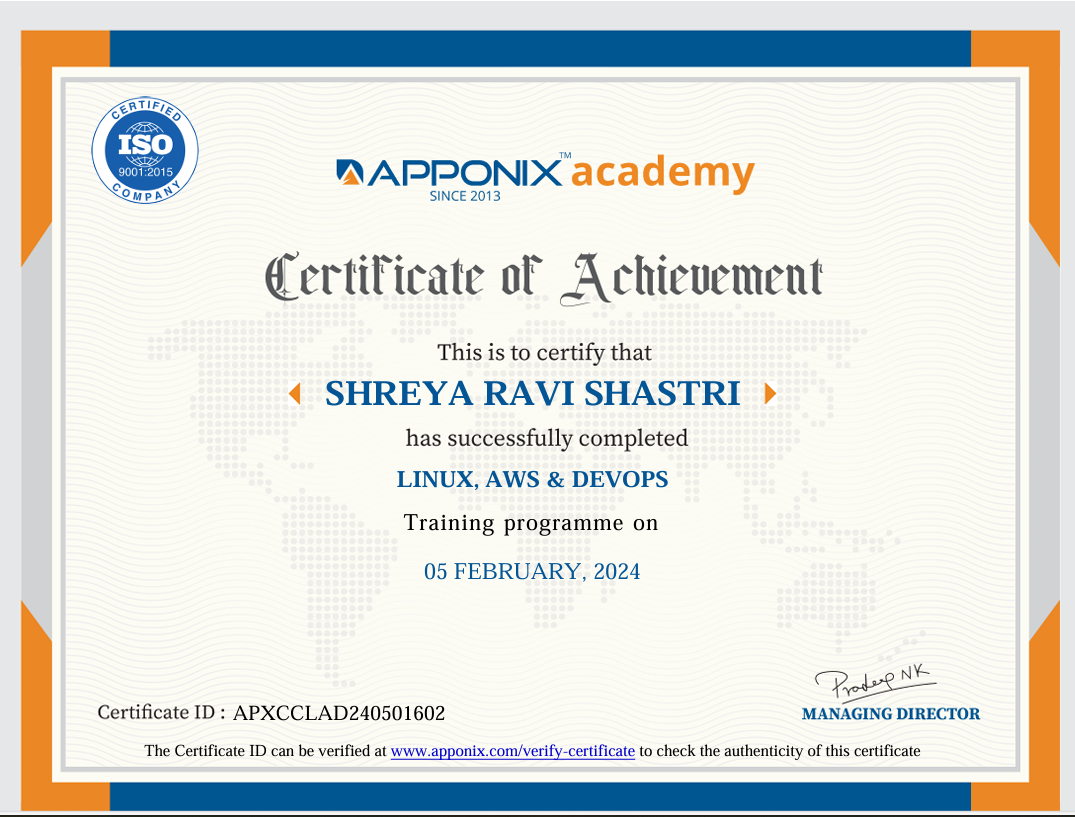 CERTIFIED
ISO
9001:2015
COMPANY
APPONIX™ academy
SINCE 2013
Certificate of Achievement
This is to certify that
SHREYA RAVI SHASTRI
has successfully completed
LINUX, AWS & DEVOPS
Training programme on
05 FEBRUARY, 2024
Pradeep NK
MANAGING DIRECTOR
Certificate ID : APXCCLAD240501602
The Certificate ID can be verified at www.apponix.com/verify-certificate to check the authenticity of this certificate